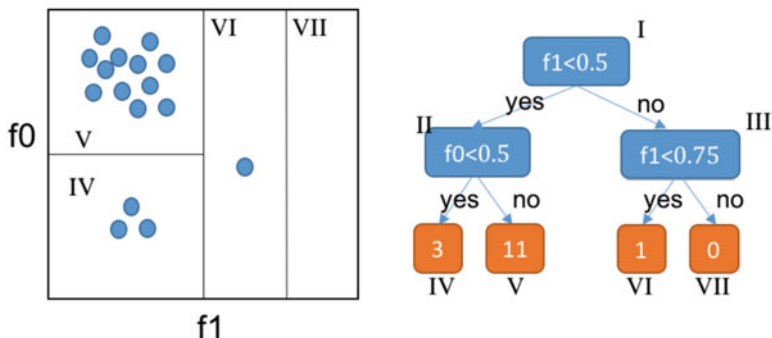 VI VII
V
f0
IV
f1
I
f1<0.5
yes no
II III
f0<0.5 f1<0.75
yes no yes no
3 11 1 0
IV V VI VII